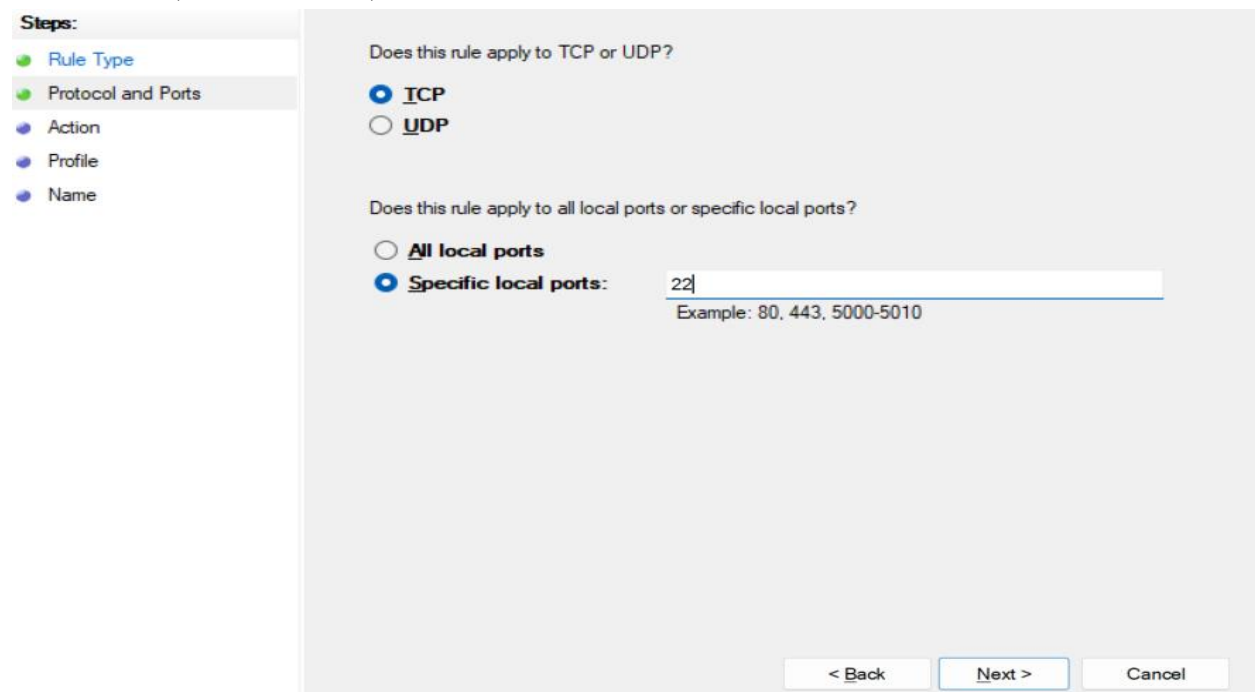 Steps:
Rule Type
Protocol and Ports
Action
Profile
Name
Does this rule apply to TCP or UDP?
TCP
UDP
Does this rule apply to all local ports or specific local ports?
All local ports
Specific local ports: 22
Example: 80, 443, 5000-5010
< Back Next > Cancel